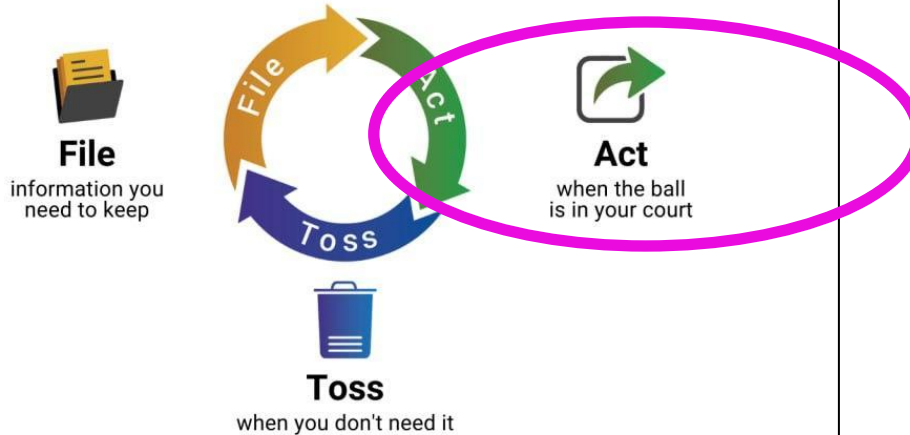 File
Act
Toss
File
information you
need to keep
Act
when the ball
is in your court
Toss
when you don't need it